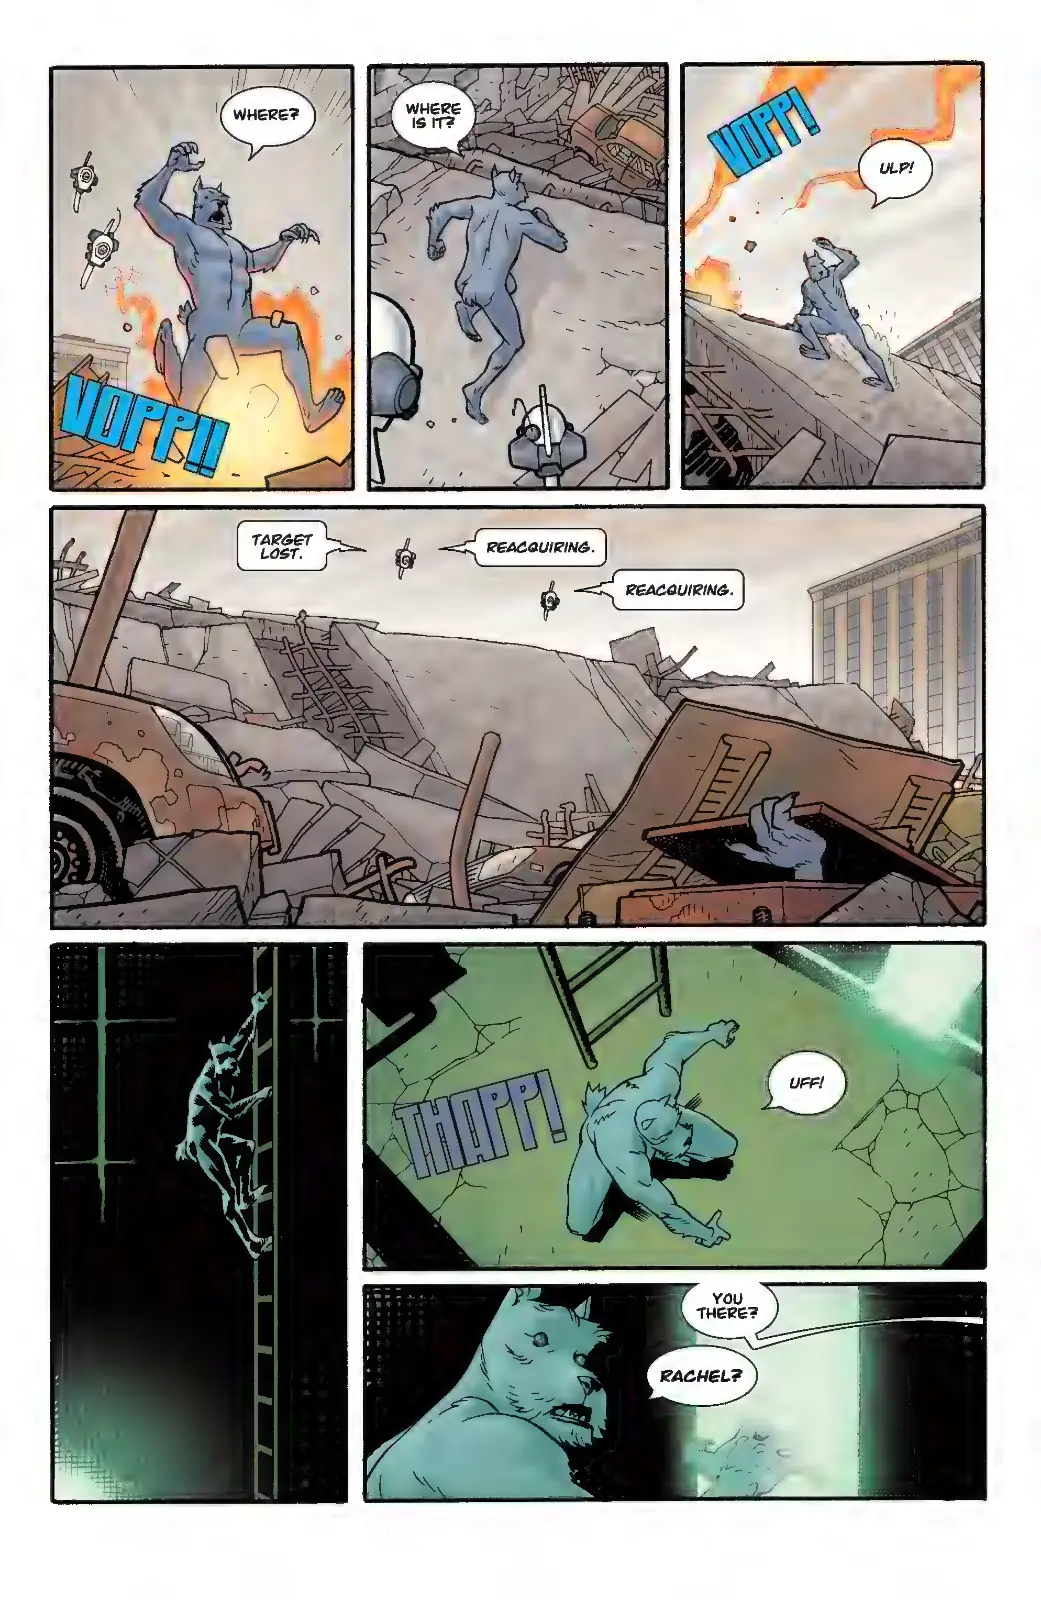 WHERE?
VOPP!!
WHERE
IS IT?
VOPP!
ULP!
TARGET
LOST.
REACQUIRING.
REACQUIRING.
THOPP!
UFF!
YOU
THERE?
RACHEL?